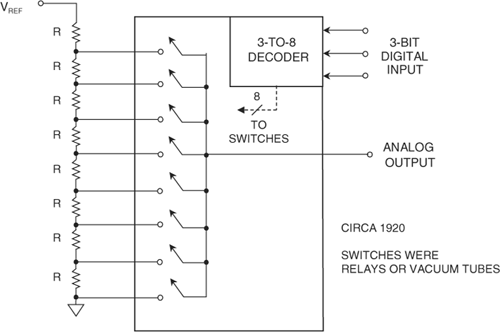 VREF
R
R
R
R
R
R
R
R
3-TO-8
DECODER
3-BIT
DIGITAL
INPUT
8
TO
SWITCHES
ANALOG
OUTPUT
CIRCA 1920
SWITCHES WERE
RELAYS OR VACUUM TUBES